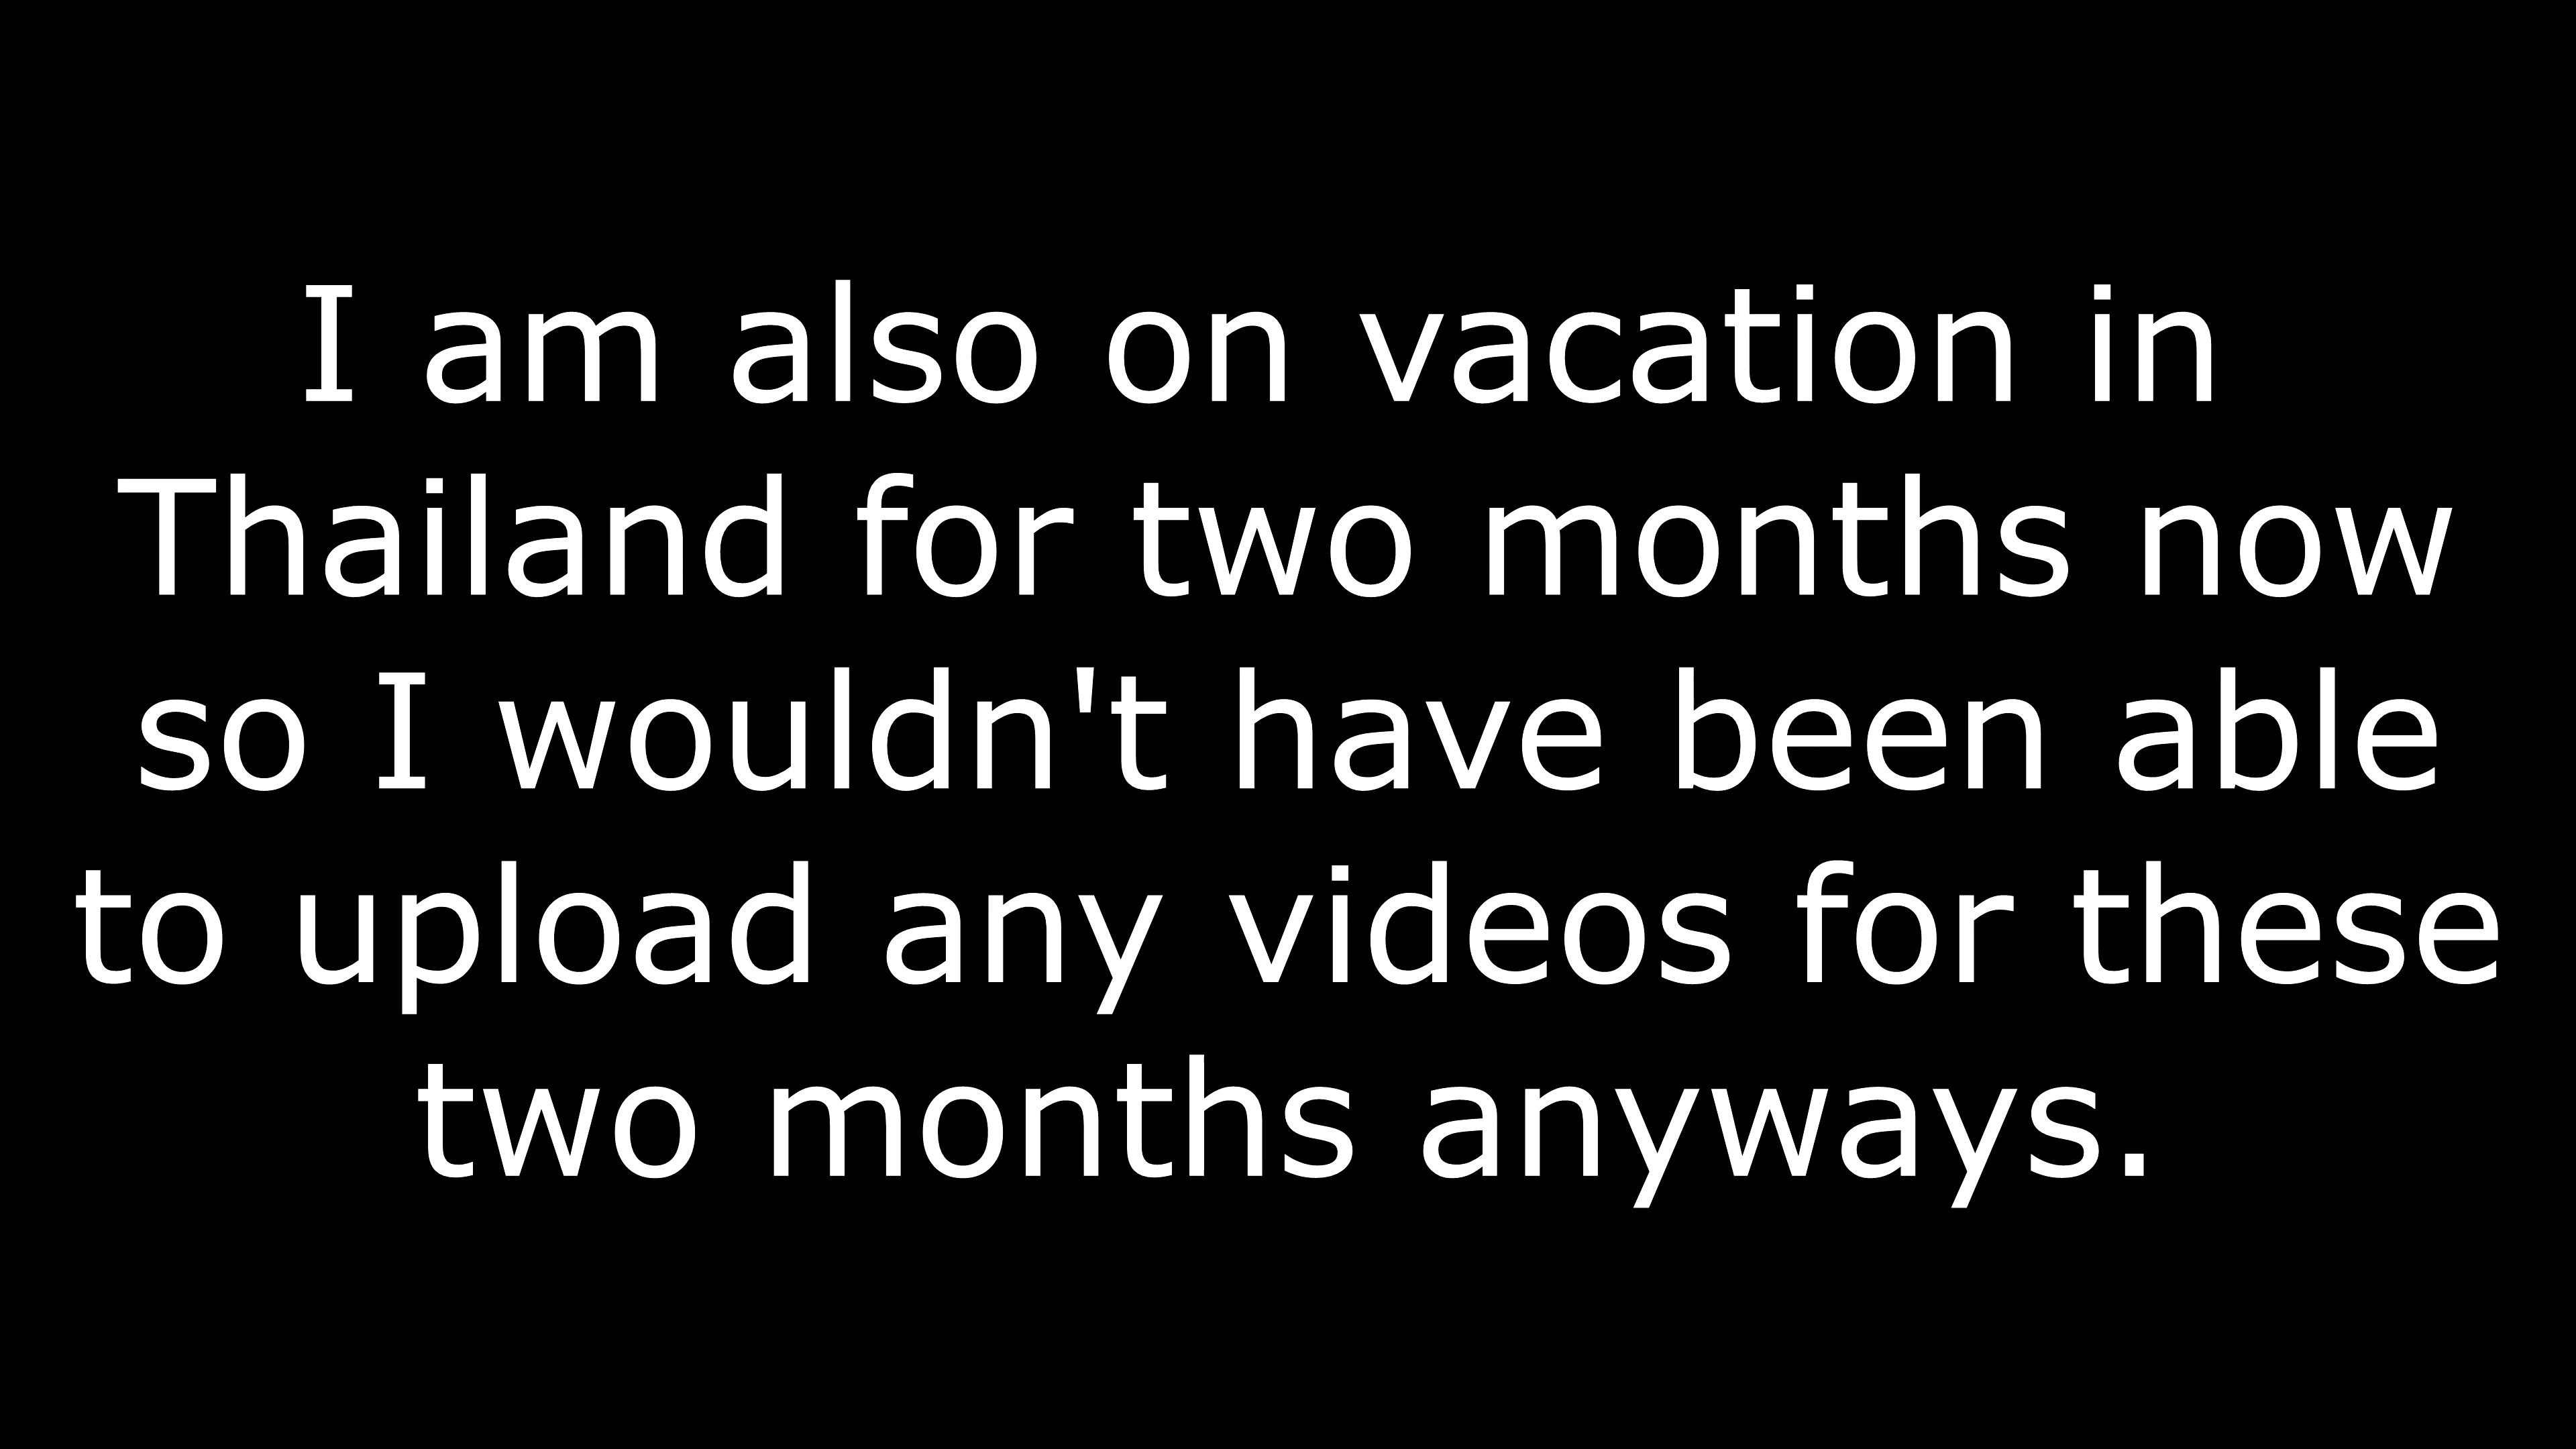 I am also on vacation in
Thailand for two months now
so I wouldn't have been able
to upload any videos for these
two months anyways.